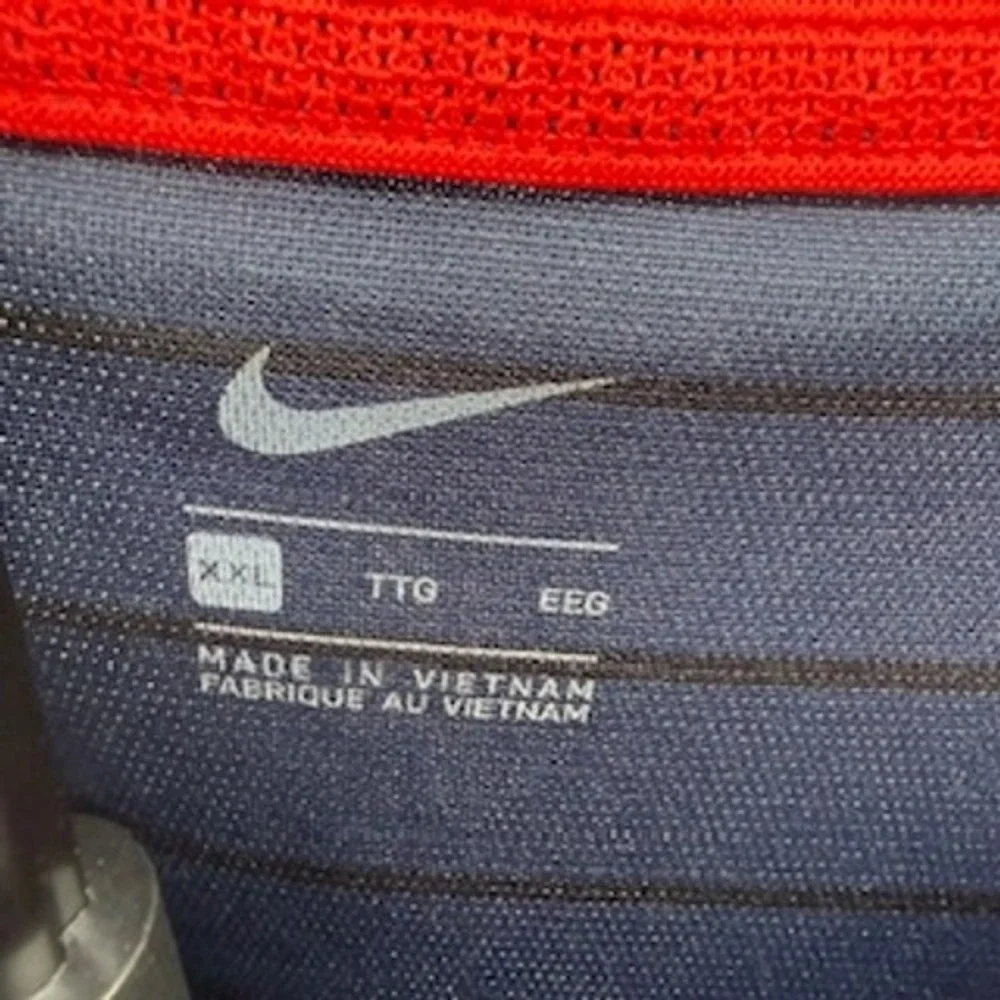 XXL TTG EEG
MADE IN VIETNAM
FABRIQUE AU VIETNAM